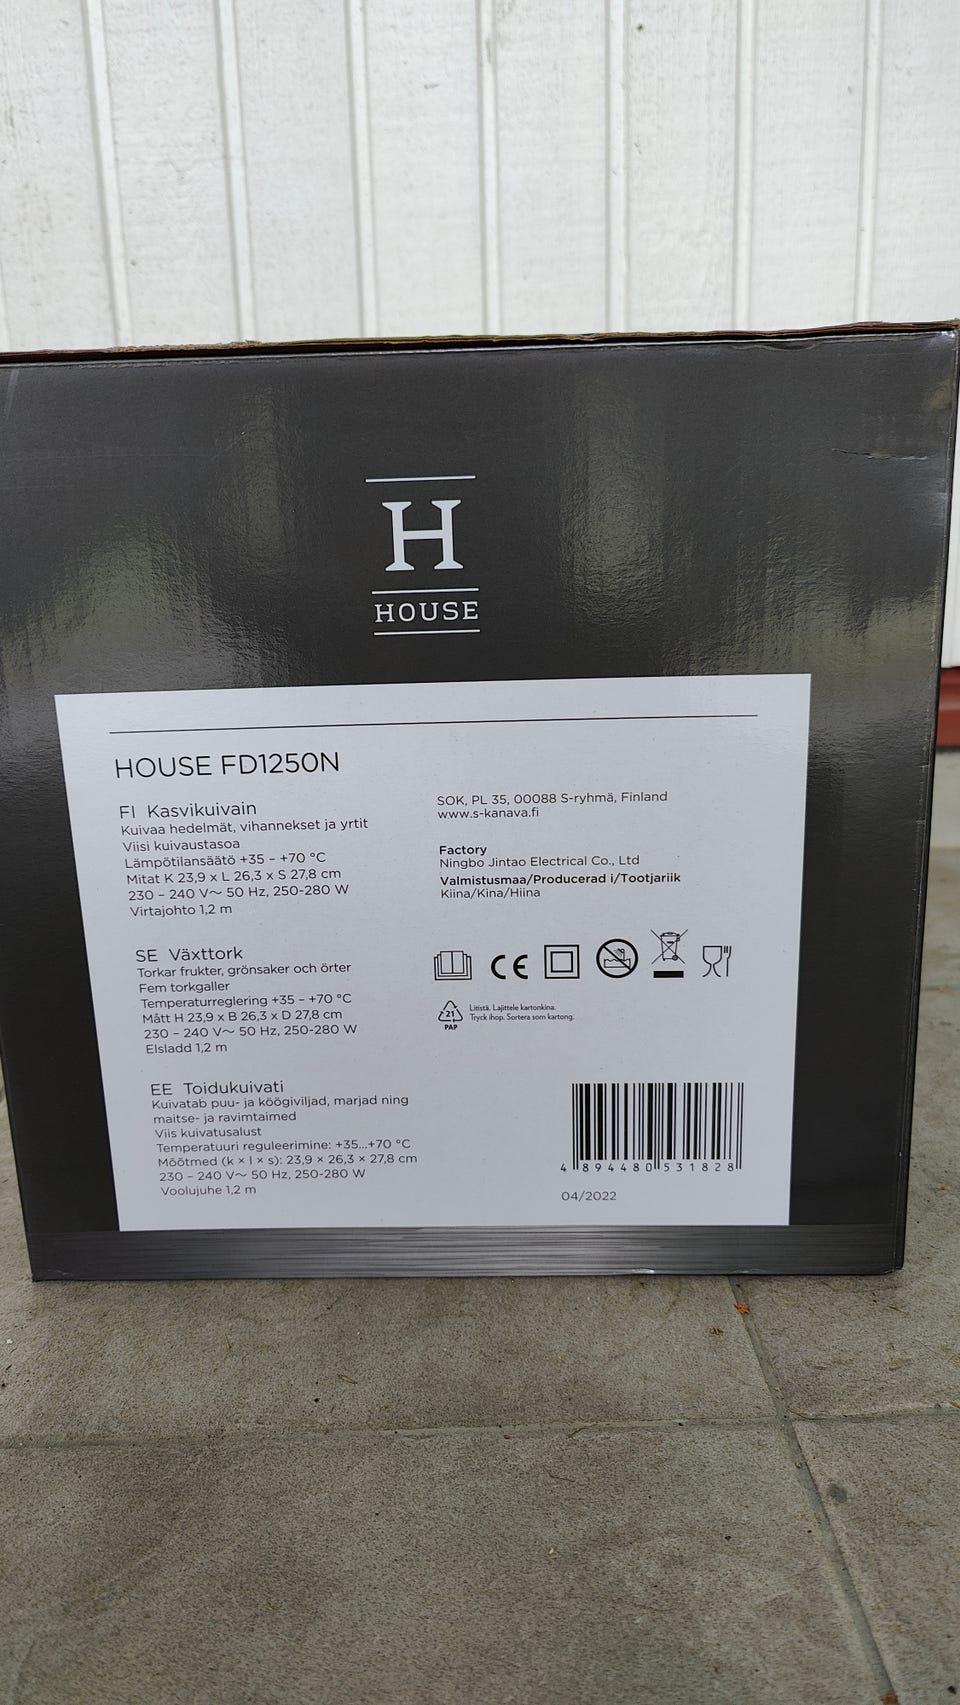 H
HOUSE
HOUSE FD1250N
FI Kasvikuivain
Kuivaa hedelmät, vihannekset ja yrtit
Viisi kuivaustasoa
Lämpötilansäätö +35 – +70 °C
Mitat K 23,9 x L 26,3 x S 27,8 cm
230 – 240 V~ 50 Hz, 250-280 W
Virtajohto 1,2 m
SE Växttork
Torkar frukter, grönsaker och örter
Fem torkgaller
Temperaturreglering +35 – +70 °C
Mått H 23,9 x B 26,3 x D 27,8 cm
230 – 240 V~ 50 Hz, 250-280 W
Elsladd 1,2 m
EE Toidukuivati
Kuivatab puu- ja köögiviljad, marjad ning
maitse- ja ravimtaimed
Viis kuivatusalust
Temperatuuri reguleerimine: +35...+70 °C
Mõõtmed (k × l × s): 23,9 × 26,3 × 27,8 cm
230 – 240 V~ 50 Hz, 250-280 W
Voolujuhe 1,2 m
SOK, PL 35, 00088 S-ryhmä, Finland
www.s-kanava.fi
Factory
Ningbo Jintao Electrical Co., Ltd
Valmistusmaa/Producerad i/Tootjariik
Kiina/Kina/Hiina
CE
21
PAP
Litistä. Lajittele kartonkina.
Tryck ihop. Sortera som kartong.
4 894480 531828
04/2022